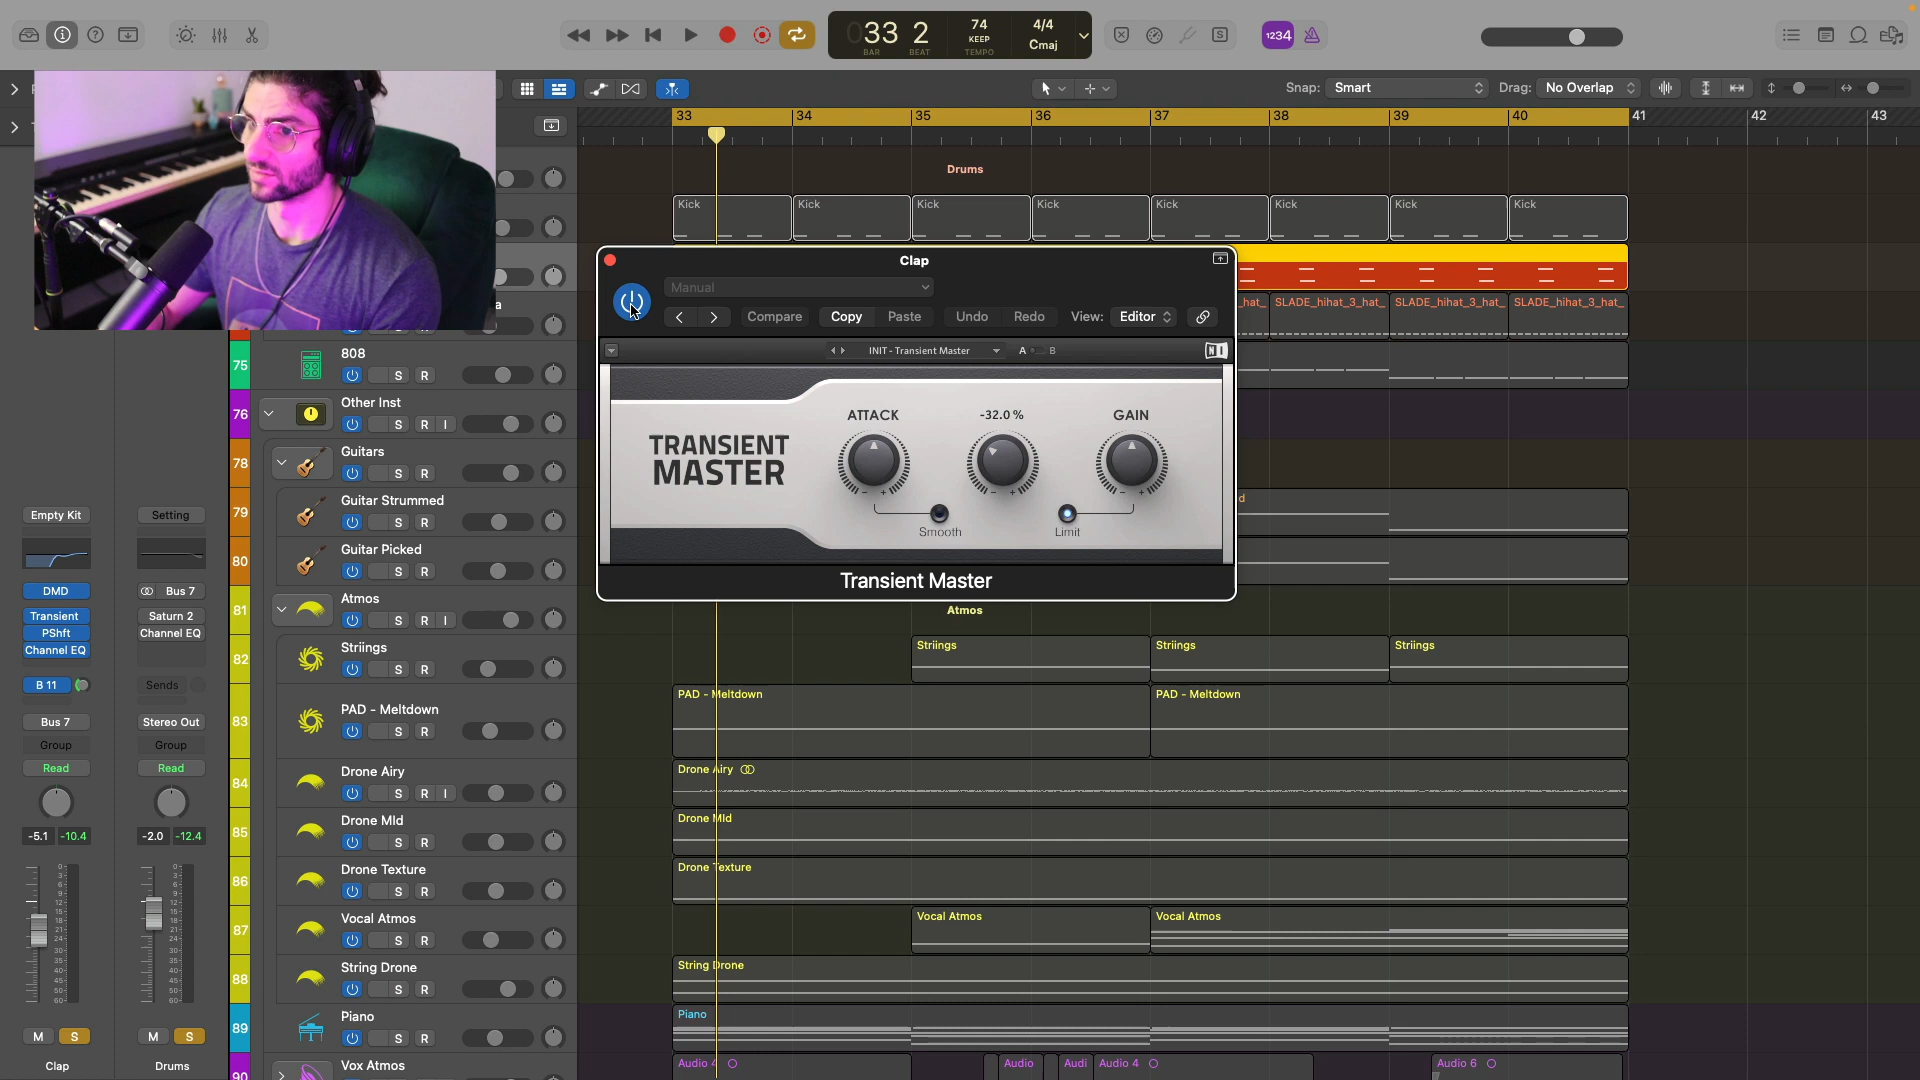 33 2
BAR BEAT
74
KEEP
TEMPO
4/4
Cmaj
1234
Snap: Smart
Drag: No Overlap
33 34 35 36 37 38 39 40 41 42 43
Drums
Kick Kick Kick Kick Kick Kick Kick Kick
Clap
Manual
Compare Copy Paste Undo Redo View: Editor
_hat_ SLADE_hihat_3_hat_ SLADE_hihat_3_hat_ SLADE_hihat_3_hat_
INIT - Transient Master
A B
TRANSIENT
MASTER
ATTACK
-32.0 %
GAIN
Smooth
Limit
Transient Master
75 808
S R
76 Other Inst
S R I
78 Guitars
S R
79 Guitar Strummed
S R
80 Guitar Picked
S R
81 Atmos
S R I
Atmos
82 Striings
S R
Striings Striings Striings
83 PAD - Meltdown
S R
PAD - Meltdown PAD - Meltdown
84 Drone Airy
S R I
Drone Airy
85 Drone MId
S R
Drone MId
86 Drone Texture
S R
Drone Texture
87 Vocal Atmos
S R
Vocal Atmos Vocal Atmos
88 String Drone
S R
String Drone
89 Piano
S R
Piano
90 Vox Atmos
Audio 4 Audio Audi Audio 4 Audio 6
Empty Kit Setting
DMD Bus 7
Transient Saturn 2
PShft Channel EQ
Channel EQ
B 11 Sends
Bus 7 Stereo Out
Group Group
Read Read
-5.1 -10.4 -2.0 -12.4
M S M S
Clap Drums